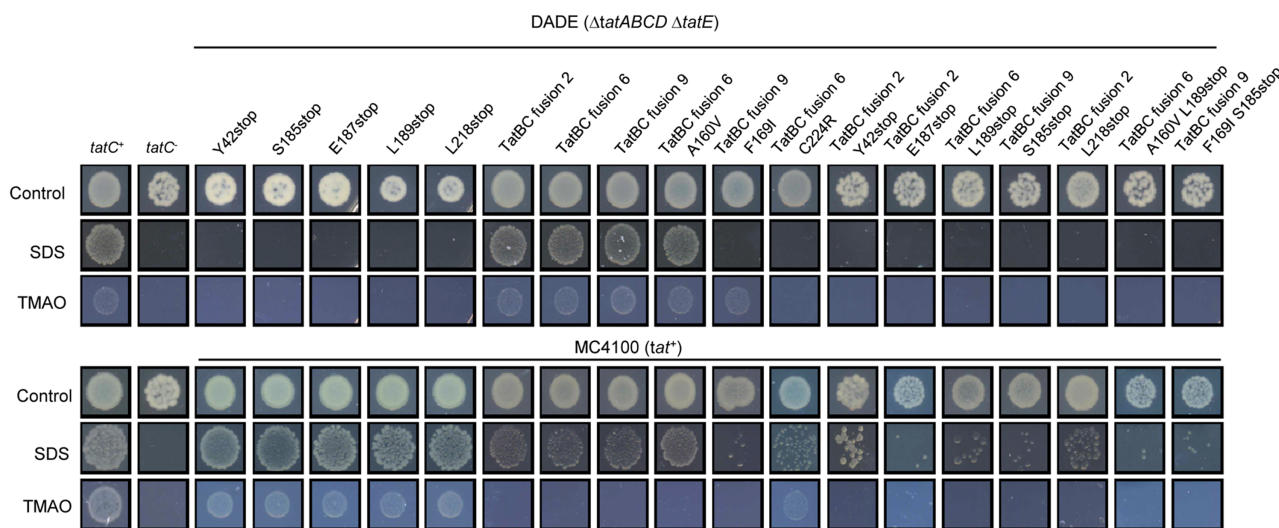 DADE (ΔtatABCD ΔtatE)
tatC⁺
tatC⁻
Y42stop
S185stop
E187stop
L189stop
L218stop
TatBC fusion 2
TatBC fusion 6
TatBC fusion 9
TatBC fusion 6
A160V
TatBC fusion 9
F169I
TatBC fusion 6
C224R
TatBC fusion 2
Y42stop
TatBC fusion 2
E187stop
TatBC fusion 6
L189stop
TatBC fusion 9
S185stop
TatBC fusion 2
L218stop
TatBC fusion 6
A160V L189stop
TatBC fusion 9
F169I S185stop
Control
SDS
TMAO
MC4100 (tat⁺)
Control
SDS
TMAO